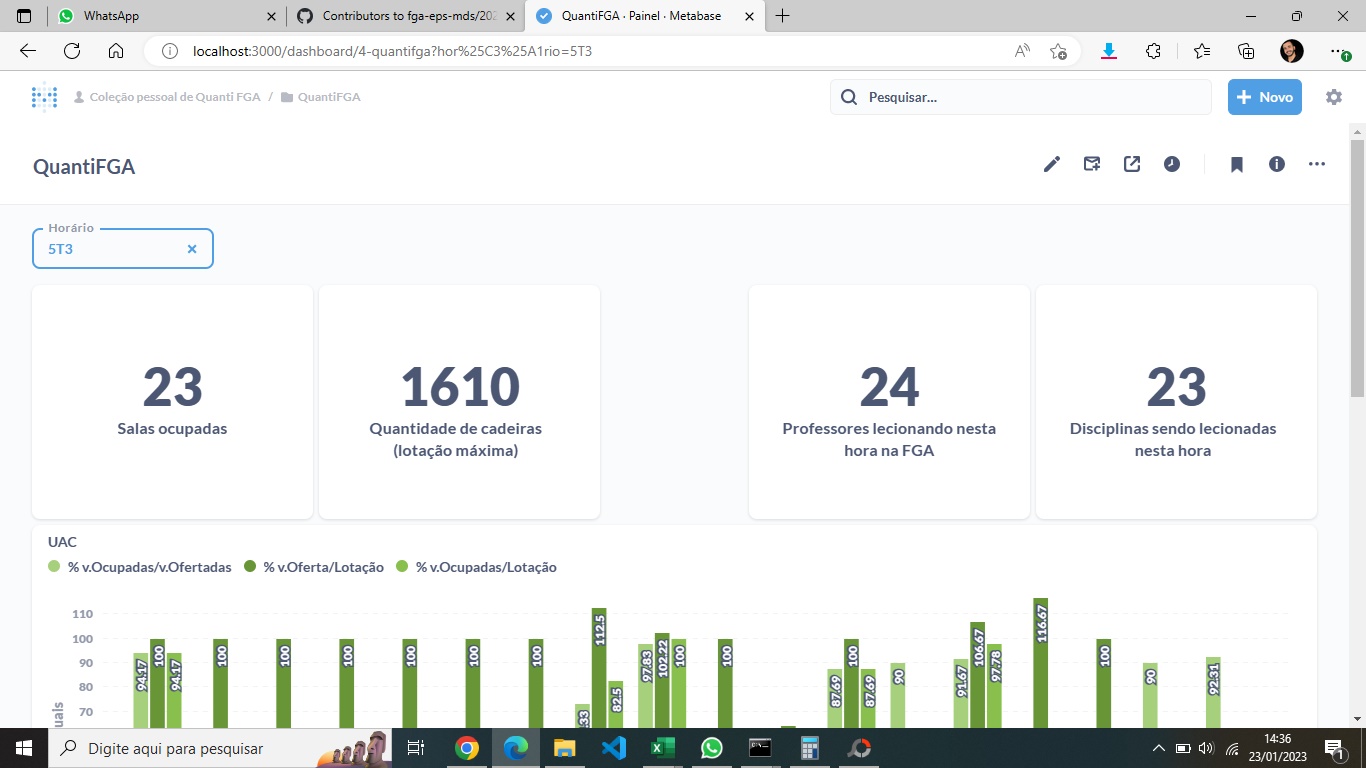 WhatsApp
Contributors to fga-eps-mds/202
QuantiFGA · Painel · Metabase
localhost:3000/dashboard/4-quantifga?hor%25C3%25A1rio=5T3
Coleção pessoal de Quanti FGA / QuantiFGA
Pesquisar...
Novo
QuantiFGA
Horário
5T3
23
Salas ocupadas
1610
Quantidade de cadeiras
(lotação máxima)
24
Professores lecionando nesta
hora na FGA
23
Disciplinas sendo lecionadas
nesta hora
UAC
% v.Ocupadas/v.Ofertadas % v.Oferta/Lotação % v.Ocupadas/Lotação
110
100
90
80
70
uais
94.17
100
94.17
100
100
100
100
100
100
.33
112.5
82.5
97.83
102.22
100
100
87.69
100
87.69
90
91.67
106.67
97.78
116.67
100
90
92.31
Digite aqui para pesquisar
14:36
23/01/2023
1